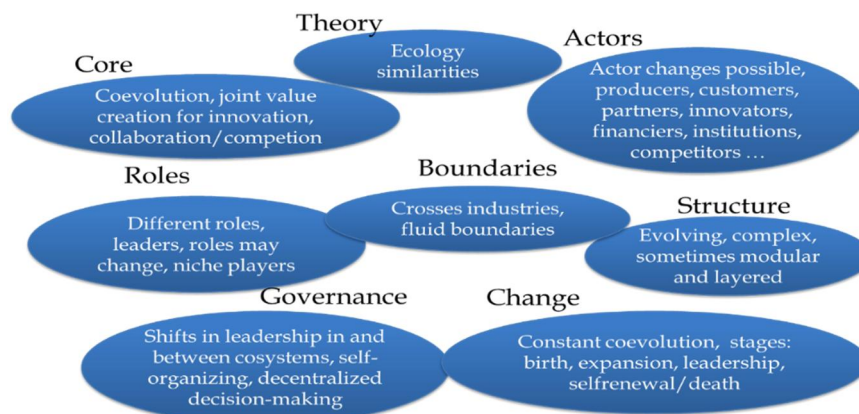 Theory
Ecology
similarities
Actors
Actor changes possible,
producers, customers,
partners, innovators,
financiers, institutions,
competitors …
Core
Coevolution, joint value
creation for innovation,
collaboration/competion
Roles
Different roles,
leaders, roles may
change, niche players
Boundaries
Crosses industries,
fluid boundaries
Structure
Evolving, complex,
sometimes modular
and layered
Governance
Shifts in leadership in and
between cosystems, self-
organizing, decentralized
decision-making
Change
Constant coevolution, stages:
birth, expansion, leadership,
selfrenewal/death